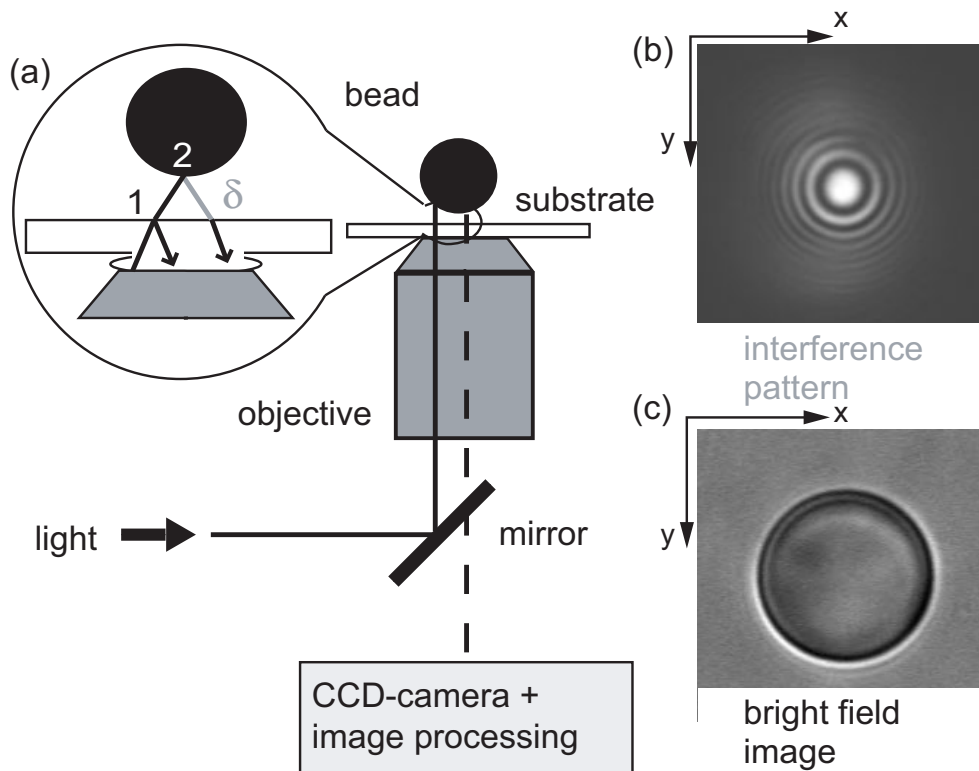 (a)
bead
2
1
δ
substrate
objective
light
mirror
CCD-camera +
image processing
(b)
x
y
interference
pattern
(c)
x
y
bright field
image